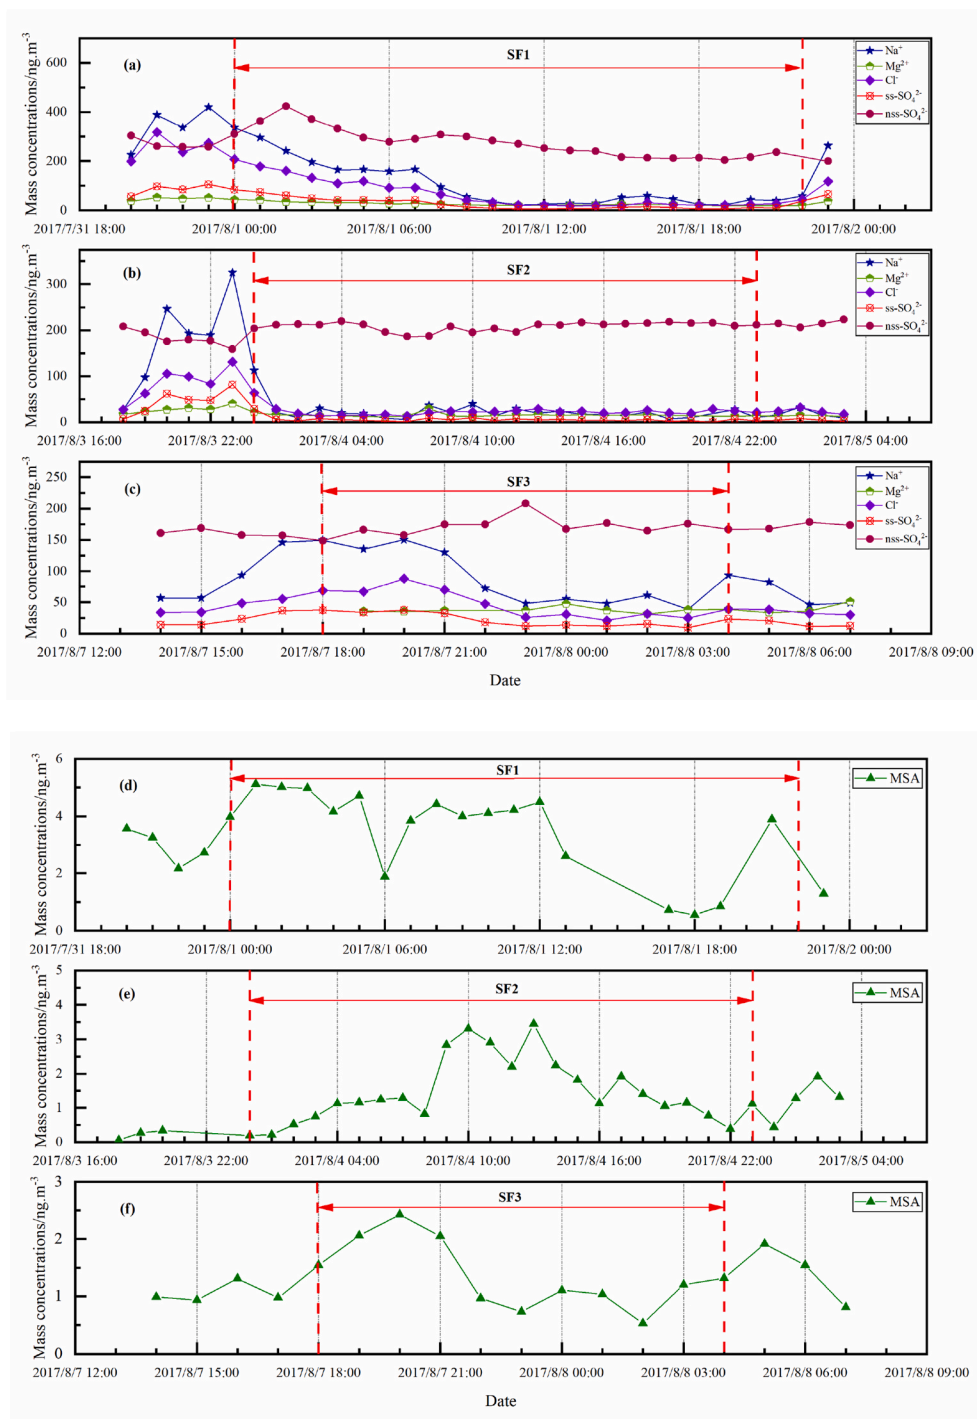 Mass concentrations/ng.m-3
600
400
200
0
(a)
SF1
Na+
Mg2+
Cl-
ss-SO42-
nss-SO42-
2017/7/31 18:00 2017/8/1 00:00 2017/8/1 06:00 2017/8/1 12:00 2017/8/1 18:00 2017/8/2 00:00
Mass concentrations/ng.m-3
300
200
100
0
(b)
SF2
Na+
Mg2+
Cl-
ss-SO42-
nss-SO42-
2017/8/3 16:00 2017/8/3 22:00 2017/8/4 04:00 2017/8/4 10:00 2017/8/4 16:00 2017/8/4 22:00 2017/8/5 04:00
Mass concentrations/ng.m-3
250
200
150
100
50
0
(c)
SF3
Na+
Mg2+
Cl-
ss-SO42-
nss-SO42-
2017/8/7 12:00 2017/8/7 15:00 2017/8/7 18:00 2017/8/7 21:00 2017/8/8 00:00 2017/8/8 03:00 2017/8/8 06:00 2017/8/8 09:00
Date
Mass concentrations/ng.m-3
6
4
2
0
(d)
SF1
MSA
2017/7/31 18:00 2017/8/1 00:00 2017/8/1 06:00 2017/8/1 12:00 2017/8/1 18:00 2017/8/2 00:00
Mass concentrations/ng.m-3
5
4
3
2
1
0
(e)
SF2
MSA
2017/8/3 16:00 2017/8/3 22:00 2017/8/4 04:00 2017/8/4 10:00 2017/8/4 16:00 2017/8/4 22:00 2017/8/5 04:00
Mass concentrations/ng.m-3
3
2
1
0
(f)
SF3
MSA
2017/8/7 12:00 2017/8/7 15:00 2017/8/7 18:00 2017/8/7 21:00 2017/8/8 00:00 2017/8/8 03:00 2017/8/8 06:00 2017/8/8 09:00
Date